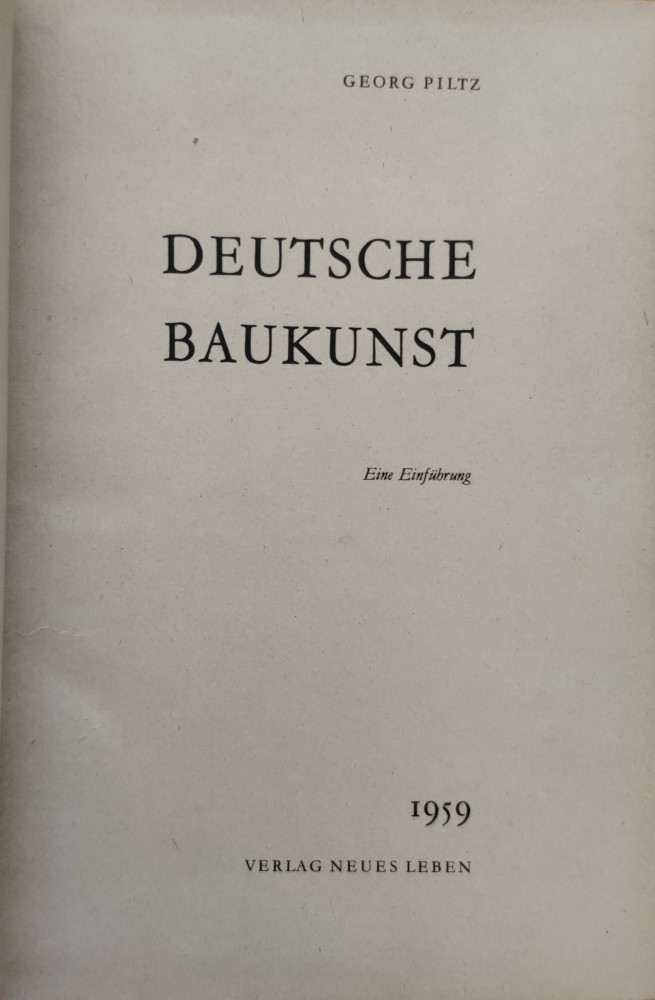 GEORG PILTZ
DEUTSCHE
BAUKUNST
Eine Einführung
1959
VERLAG NEUES LEBEN